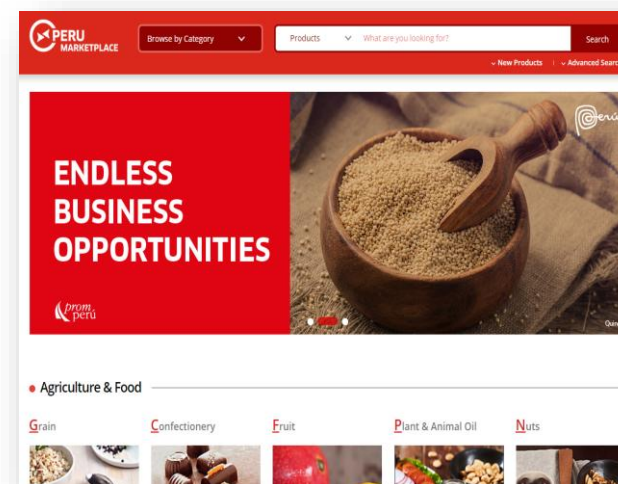 PERU
MARKETPLACE
Browse by Category
Products
What are you looking for?
Search
New Products
Advanced Searc
ENDLESS
BUSINESS
OPPORTUNITIES
Perú
prom
perú
Agriculture & Food
Grain
Confectionery
Fruit
Plant & Animal Oil
Nuts